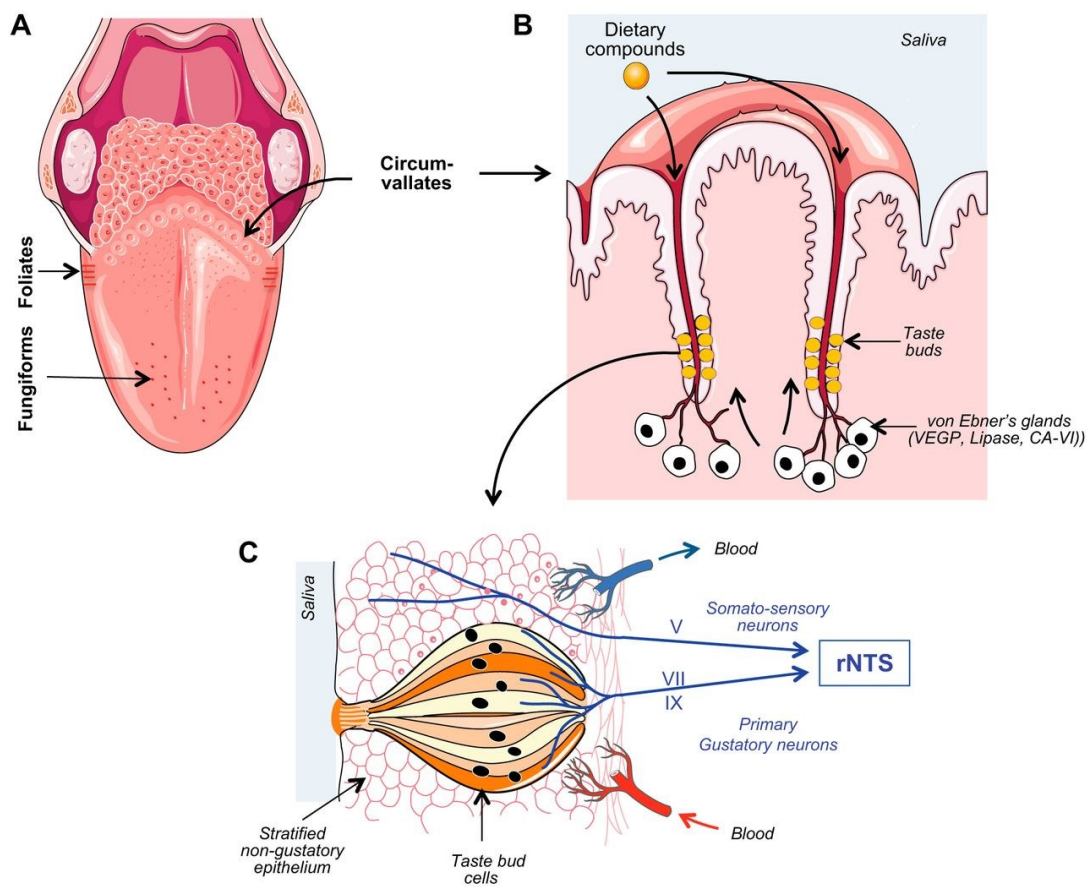 A
Circum-
vallates
Foliates
Fungiforms
B
Dietary
compounds
Saliva
Taste
buds
von Ebner's glands
(VEGP, Lipase, CA-VI))
C
Saliva
Blood
Somato-sensory
neurons
V
rNTS
VII
IX
Primary
Gustatory neurons
Blood
Stratified
non-gustatory
epithelium
Taste bud
cells